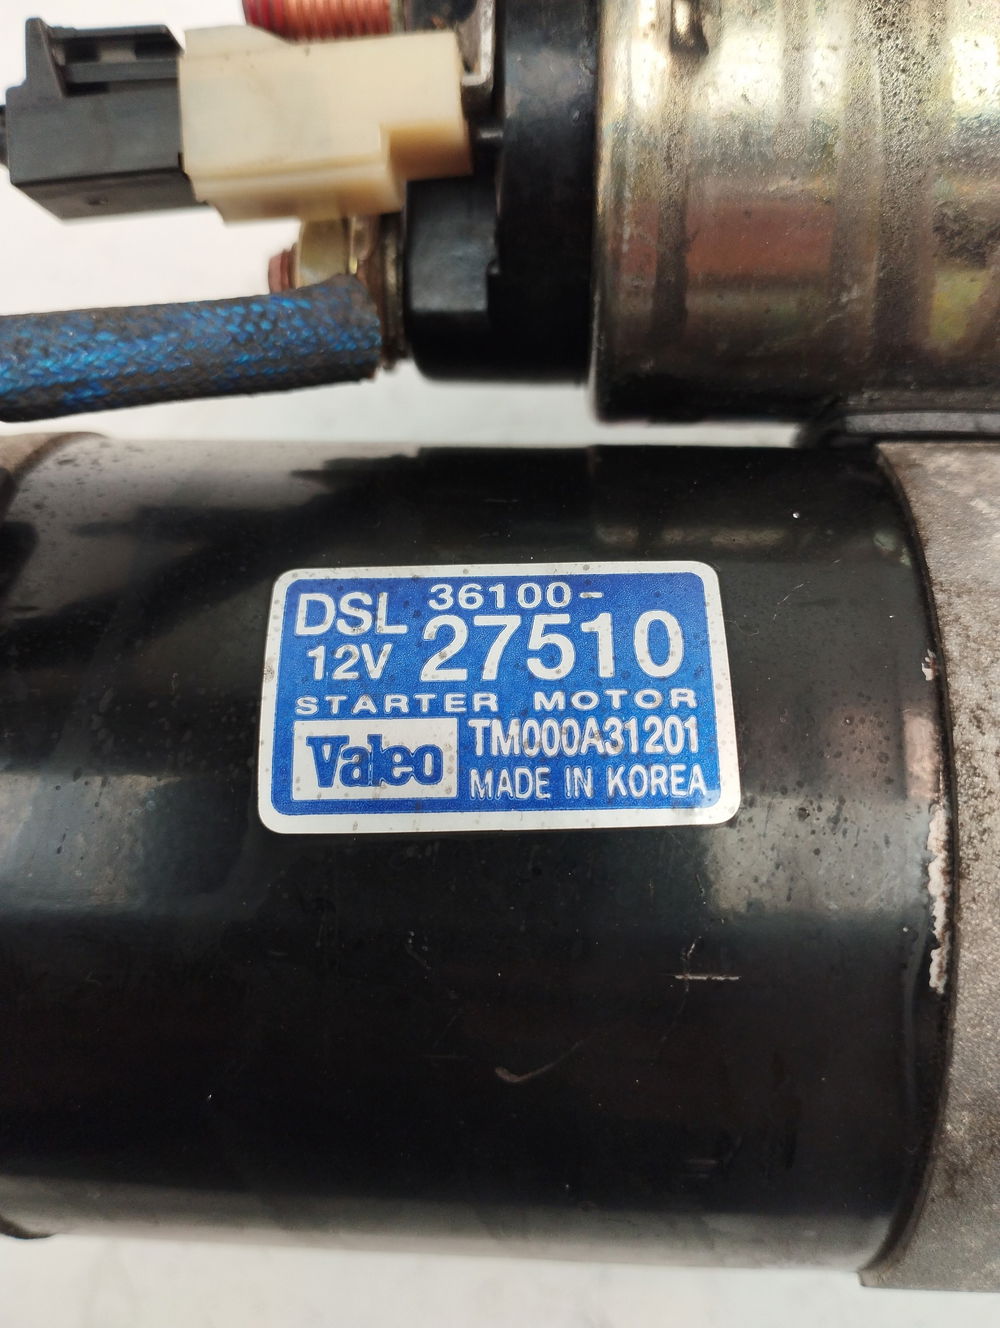 DSL 36100-
12V 27510
STARTER MOTOR
Valeo TM000A31201
MADE IN KOREA